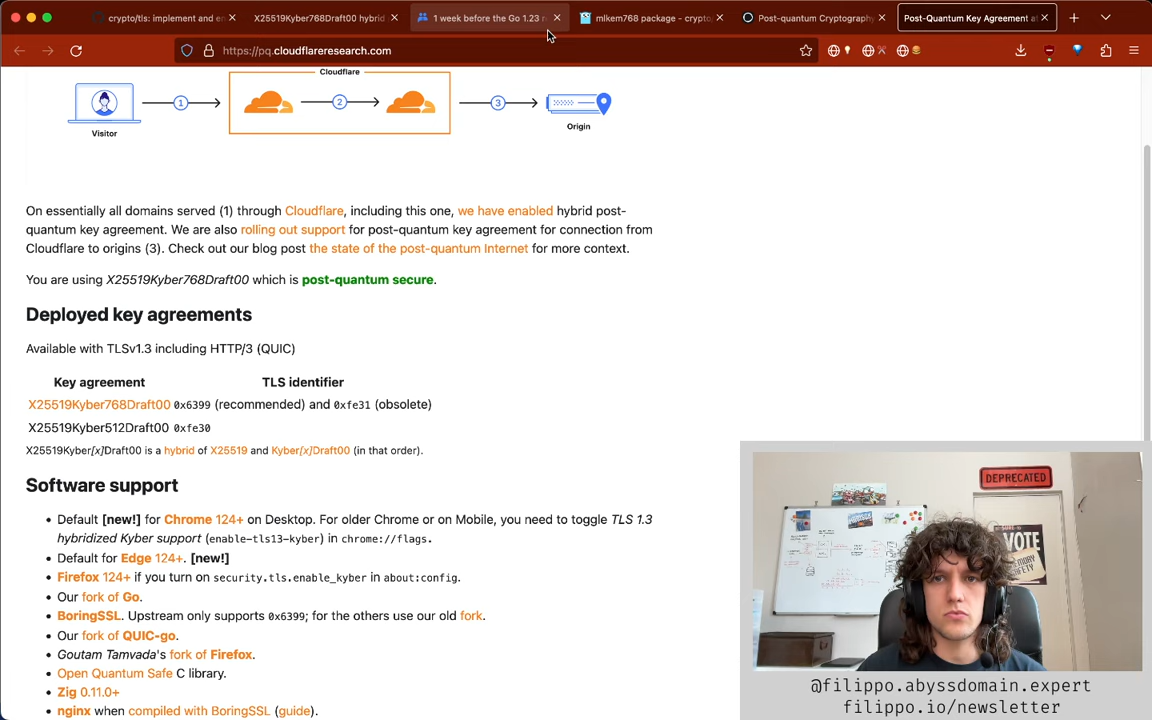 crypto/tls: implement and en
X25519Kyber768Draft00 hybrid
1 week before the Go 1.23 r
mlkem768 package - crypto
Post-quantum Cryptography
Post-Quantum Key Agreement a
https://pq.cloudflareresearch.com
Cloudflare
1
2
3
Visitor
Origin
On essentially all domains served (1) through Cloudflare, including this one, we have enabled hybrid post-
quantum key agreement. We are also rolling out support for post-quantum key agreement for connection from
Cloudflare to origins (3). Check out our blog post the state of the post-quantum Internet for more context.
You are using X25519Kyber768Draft00 which is post-quantum secure.
Deployed key agreements
Available with TLSv1.3 including HTTP/3 (QUIC)
Key agreement TLS identifier
X25519Kyber768Draft00 0x6399 (recommended) and 0xfe31 (obsolete)
X25519Kyber512Draft00 0xfe30
X25519Kyber[x]Draft00 is a hybrid of X25519 and Kyber[x]Draft00 (in that order).
Software support
• Default [new!] for Chrome 124+ on Desktop. For older Chrome or on Mobile, you need to toggle TLS 1.3
hybridized Kyber support (enable-tls13-kyber) in chrome://flags.
• Default for Edge 124+. [new!]
• Firefox 124+ if you turn on security.tls.enable_kyber in about:config.
• Our fork of Go.
• BoringSSL. Upstream only supports 0x6399; for the others use our old fork.
• Our fork of QUIC-go.
• Goutam Tamvada's fork of Firefox.
• Open Quantum Safe C library.
• Zig 0.11.0+
• nginx when compiled with BoringSSL (guide).
DEPRECATED
VOTE
@filippo.abyssdomain.expert
filippo.io/newsletter